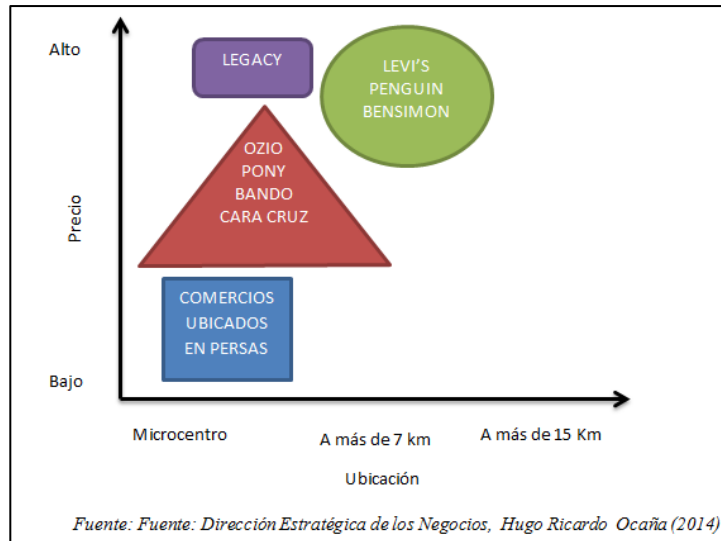 Alto
LEGACY
LEVI'S
PENGUIN
BENSIMON
OZIO
PONY
BANDO
CARA CRUZ
Precio
COMERCIOS
UBICADOS
EN PERSAS
Bajo
Microcentro
A más de 7 km
A más de 15 Km
Ubicación
Fuente: Fuente: Dirección Estratégica de los Negocios, Hugo Ricardo Ocaña (2014)